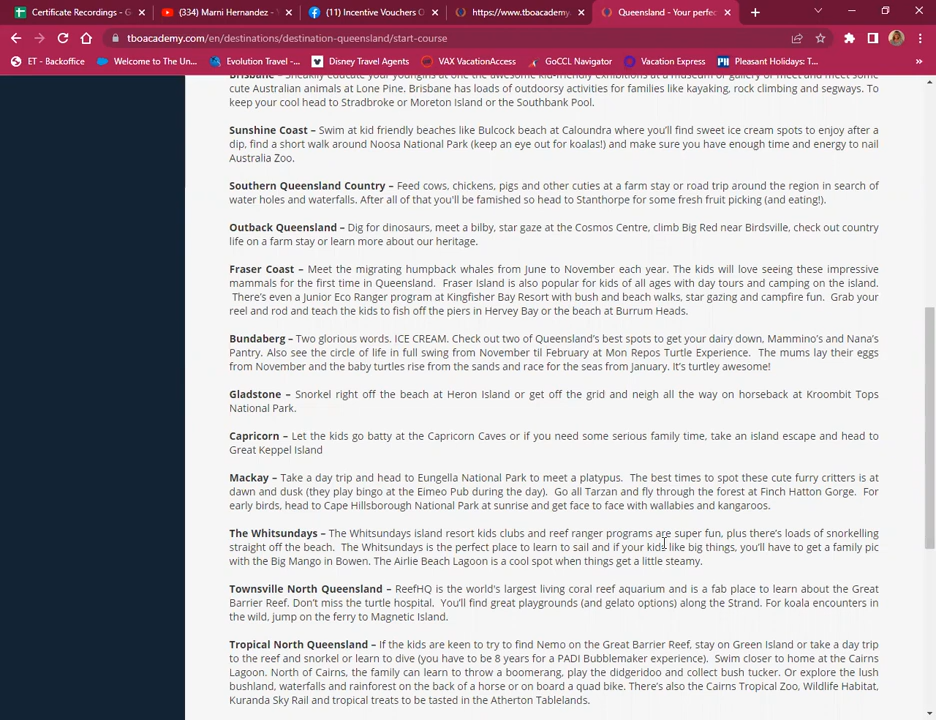 Certificate Recordings - G
(334) Marni Hernandez -
(11) Incentive Vouchers O
https://www.tboacademy.c
Queensland - Your perfec
tboacademy.com/en/destinations/destination-queensland/start-course
ET - Backoffice
Welcome to The Un...
Evolution Travel -...
Disney Travel Agents
VAX VacationAccess
GoCCL Navigator
Vacation Express
Pleasant Holidays: T...
»
Brisbane – Sneakily educate your youngins at one the awesome kid-friendly exhibitions at a museum or gallery or meet and meet some
cute Australian animals at Lone Pine. Brisbane has loads of outdoorsy activities for families like kayaking, rock climbing and segways. To
keep your cool head to Stradbroke or Moreton Island or the Southbank Pool.
Sunshine Coast – Swim at kid friendly beaches like Bulcock beach at Caloundra where you'll find sweet ice cream spots to enjoy after a
dip, find a short walk around Noosa National Park (keep an eye out for koalas!) and make sure you have enough time and energy to nail
Australia Zoo.
Southern Queensland Country – Feed cows, chickens, pigs and other cuties at a farm stay or road trip around the region in search of
water holes and waterfalls. After all of that you'll be famished so head to Stanthorpe for some fresh fruit picking (and eating!).
Outback Queensland – Dig for dinosaurs, meet a bilby, star gaze at the Cosmos Centre, climb Big Red near Birdsville, check out country
life on a farm stay or learn more about our heritage.
Fraser Coast – Meet the migrating humpback whales from June to November each year. The kids will love seeing these impressive
mammals for the first time in Queensland. Fraser Island is also popular for kids of all ages with day tours and camping on the island.
There's even a Junior Eco Ranger program at Kingfisher Bay Resort with bush and beach walks, star gazing and campfire fun. Grab your
reel and rod and teach the kids to fish off the piers in Hervey Bay or the beach at Burrum Heads.
Bundaberg – Two glorious words. ICE CREAM. Check out two of Queensland's best spots to get your dairy down, Mammino's and Nana's
Pantry. Also see the circle of life in full swing from November til February at Mon Repos Turtle Experience. The mums lay their eggs
from November and the baby turtles rise from the sands and race for the seas from January. It's turtley awesome!
Gladstone – Snorkel right off the beach at Heron Island or get off the grid and neigh all the way on horseback at Kroombit Tops
National Park.
Capricorn – Let the kids go batty at the Capricorn Caves or if you need some serious family time, take an island escape and head to
Great Keppel Island
Mackay – Take a day trip and head to Eungella National Park to meet a platypus. The best times to spot these cute furry critters is at
dawn and dusk (they play bingo at the Eimeo Pub during the day). Go all Tarzan and fly through the forest at Finch Hatton Gorge. For
early birds, head to Cape Hillsborough National Park at sunrise and get face to face with wallabies and kangaroos.
The Whitsundays – The Whitsundays island resort kids clubs and reef ranger programs are super fun, plus there's loads of snorkelling
straight off the beach. The Whitsundays is the perfect place to learn to sail and if your kids like big things, you'll have to get a family pic
with the Big Mango in Bowen. The Airlie Beach Lagoon is a cool spot when things get a little steamy.
Townsville North Queensland – ReefHQ is the world's largest living coral reef aquarium and is a fab place to learn about the Great
Barrier Reef. Don't miss the turtle hospital. You'll find great playgrounds (and gelato options) along the Strand. For koala encounters in
the wild, jump on the ferry to Magnetic Island.
Tropical North Queensland – If the kids are keen to try to find Nemo on the Great Barrier Reef, stay on Green Island or take a day trip
to the reef and snorkel or learn to dive (you have to be 8 years for a PADI Bubblemaker experience). Swim closer to home at the Cairns
Lagoon. North of Cairns, the family can learn to throw a boomerang, play the didgeridoo and collect bush tucker. Or explore the lush
bushland, waterfalls and rainforest on the back of a horse or on board a quad bike. There's also the Cairns Tropical Zoo, Wildlife Habitat,
Kuranda Sky Rail and tropical treats to be tasted in the Atherton Tablelands.